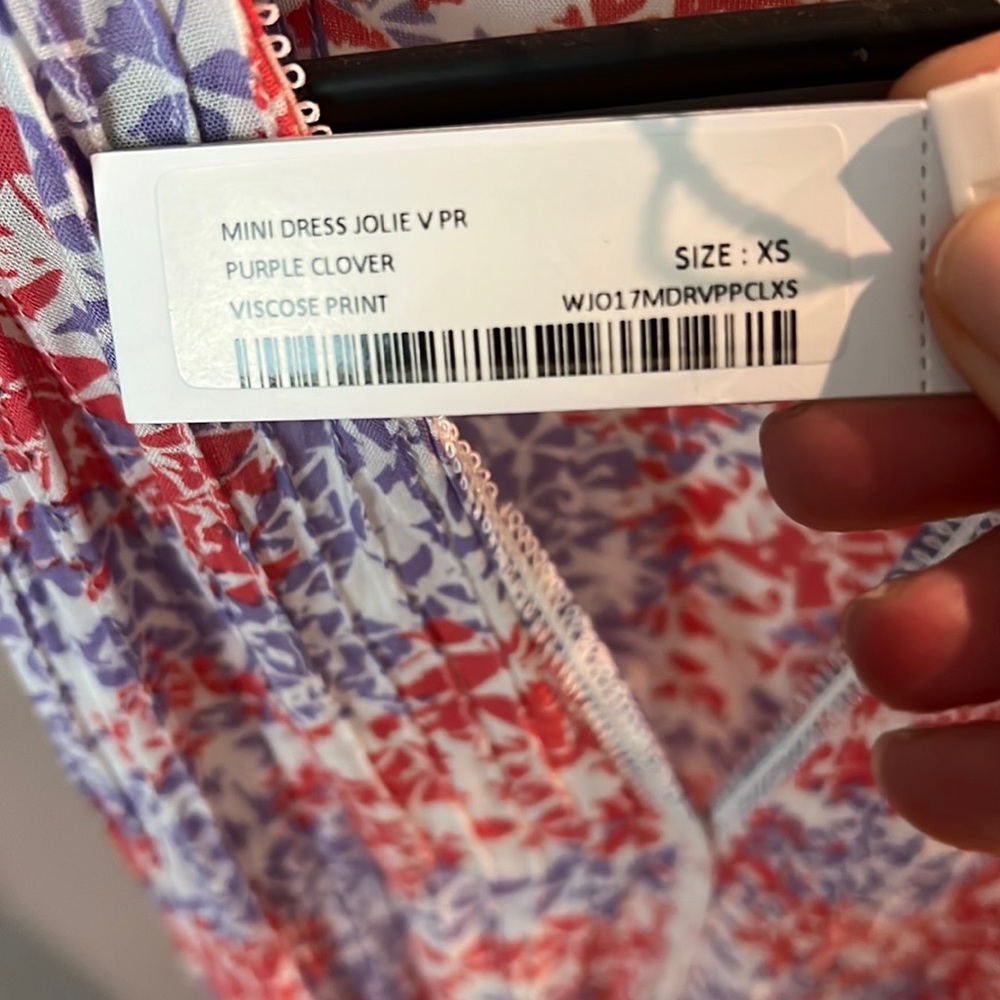 MINI DRESS JOLIE V PR
PURPLE CLOVER
SIZE : XS
VISCOSE PRINT
WJO17MDRVPPCLXS